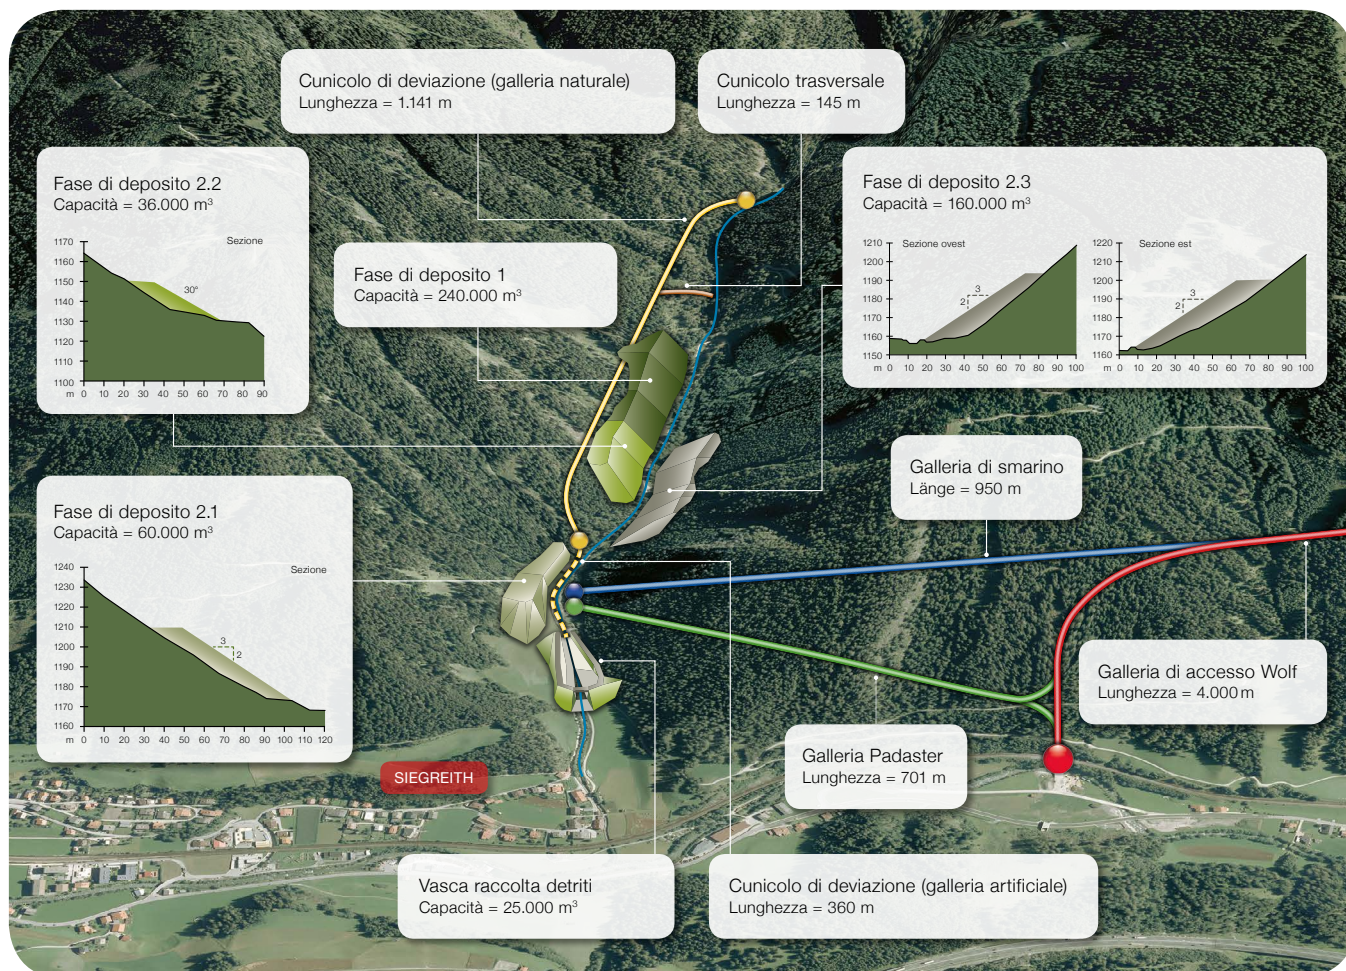 Cunicolo di deviazione (galleria naturale)
Lunghezza = 1.141 m
Cunicolo trasversale
Lunghezza = 145 m
Fase di deposito 2.2
Capacità = 36.000 m³
Sezione
1170
1160
1150
1140
1130
1120
1110
1100
30°
m 0 10 20 30 40 50 60 70 80 90
Fase di deposito 1
Capacità = 240.000 m³
Fase di deposito 2.3
Capacità = 160.000 m³
Sezione ovest
1210
1200
1190
1180
1170
1160
1150
3
2
m 0 10 20 30 40 50 60 70 80 90 100
Sezione est
1220
1210
1200
1190
1180
1170
1160
3
2
0 10 20 30 40 50 60 70 80 90 100
Galleria di smarino
Länge = 950 m
Fase di deposito 2.1
Capacità = 60.000 m³
Sezione
1240
1230
1220
1210
1200
1190
1180
1170
1160
3
2
m 0 10 20 30 40 50 60 70 80 90 100 110 120
Galleria di accesso Wolf
Lunghezza = 4.000 m
Galleria Padaster
Lunghezza = 701 m
SIEGREITH
Vasca raccolta detriti
Capacità = 25.000 m³
Cunicolo di deviazione (galleria artificiale)
Lunghezza = 360 m